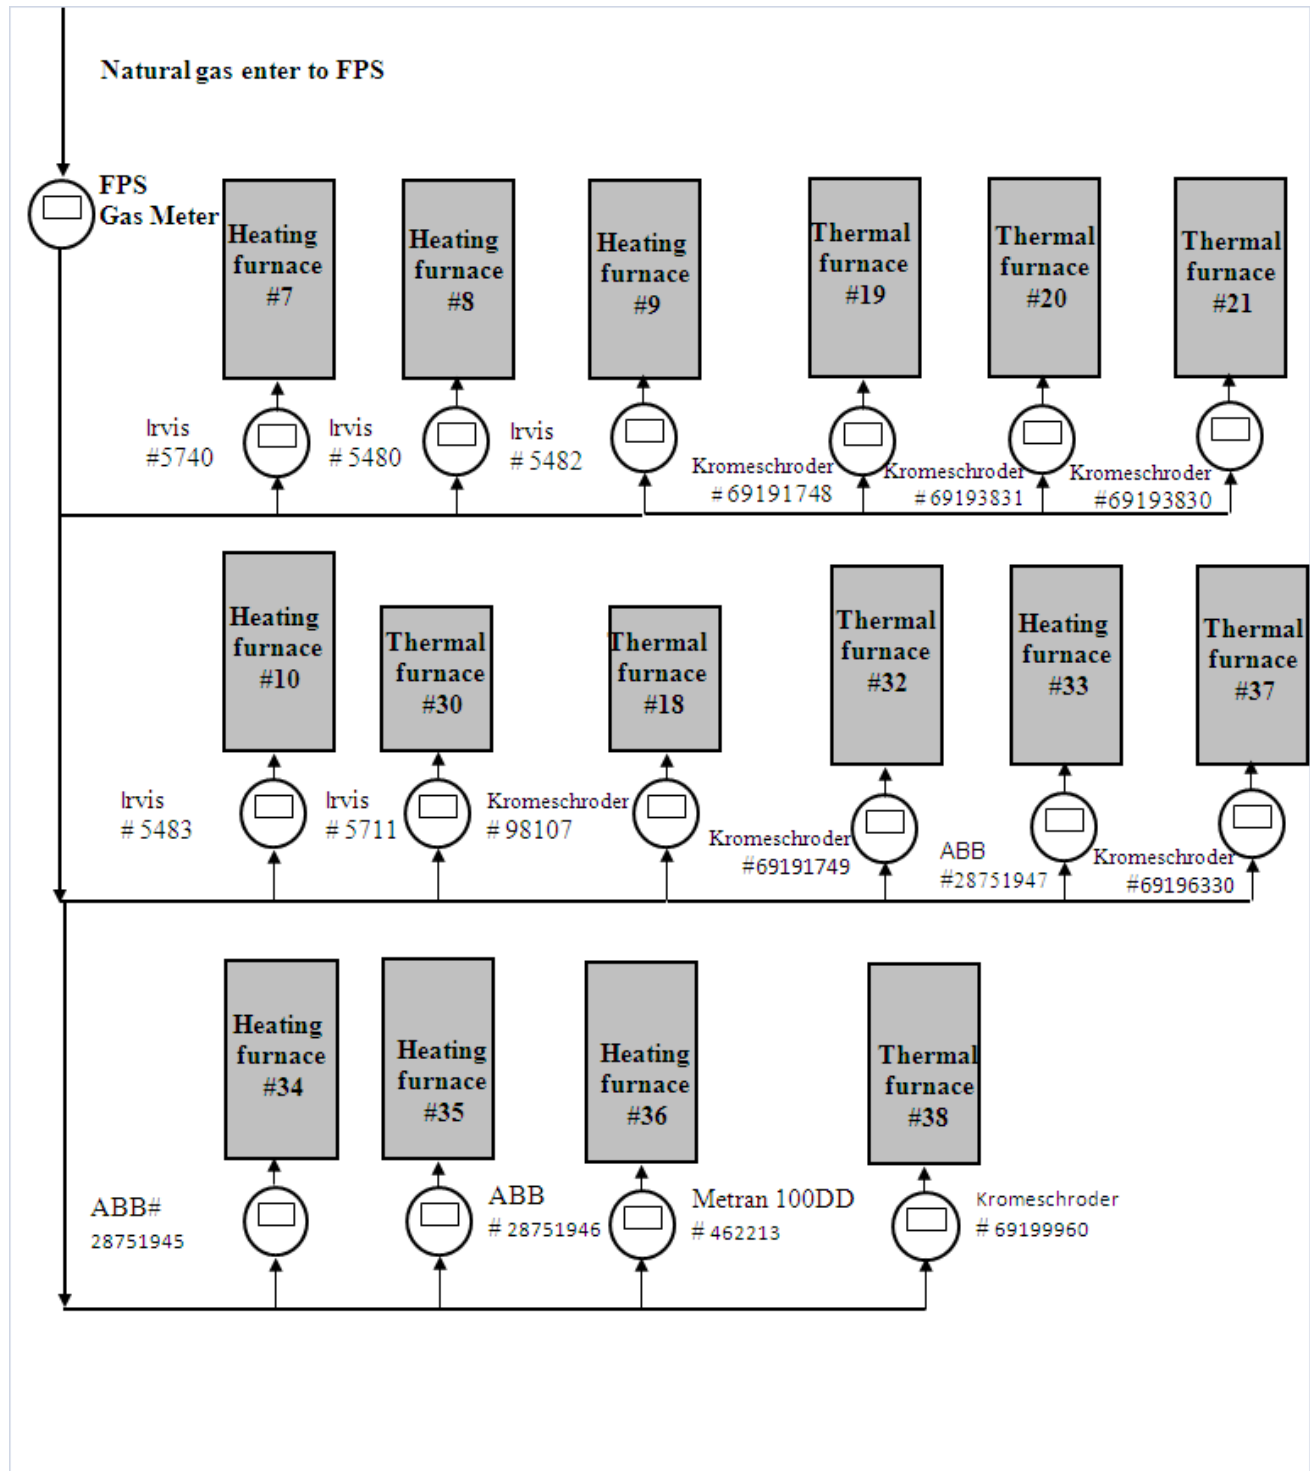 Natural gas enter to FPS
FPS
Gas Meter
Heating
furnace
#7
Heating
furnace
#8
Heating
furnace
#9
Thermal
furnace
#19
Thermal
furnace
#20
Thermal
furnace
#21
Irvis
#5740
Irvis
# 5480
Irvis
# 5482
Kromeschroder
#69191748
Kromeschroder
#69193831
Kromeschroder
#69193830
Heating
furnace
#10
Thermal
furnace
#30
Thermal
furnace
#18
Thermal
furnace
#32
Heating
furnace
#33
Thermal
furnace
#37
Irvis
# 5483
Irvis
# 5711
Kromeschroder
# 98107
Kromeschroder
#69191749
ABB
#28751947
Kromeschroder
#69196330
Heating
furnace
#34
Heating
furnace
#35
Heating
furnace
#36
Thermal
furnace
#38
ABB#
28751945
ABB
# 28751946
Metran 100DD
# 462213
Kromeschroder
# 69199960